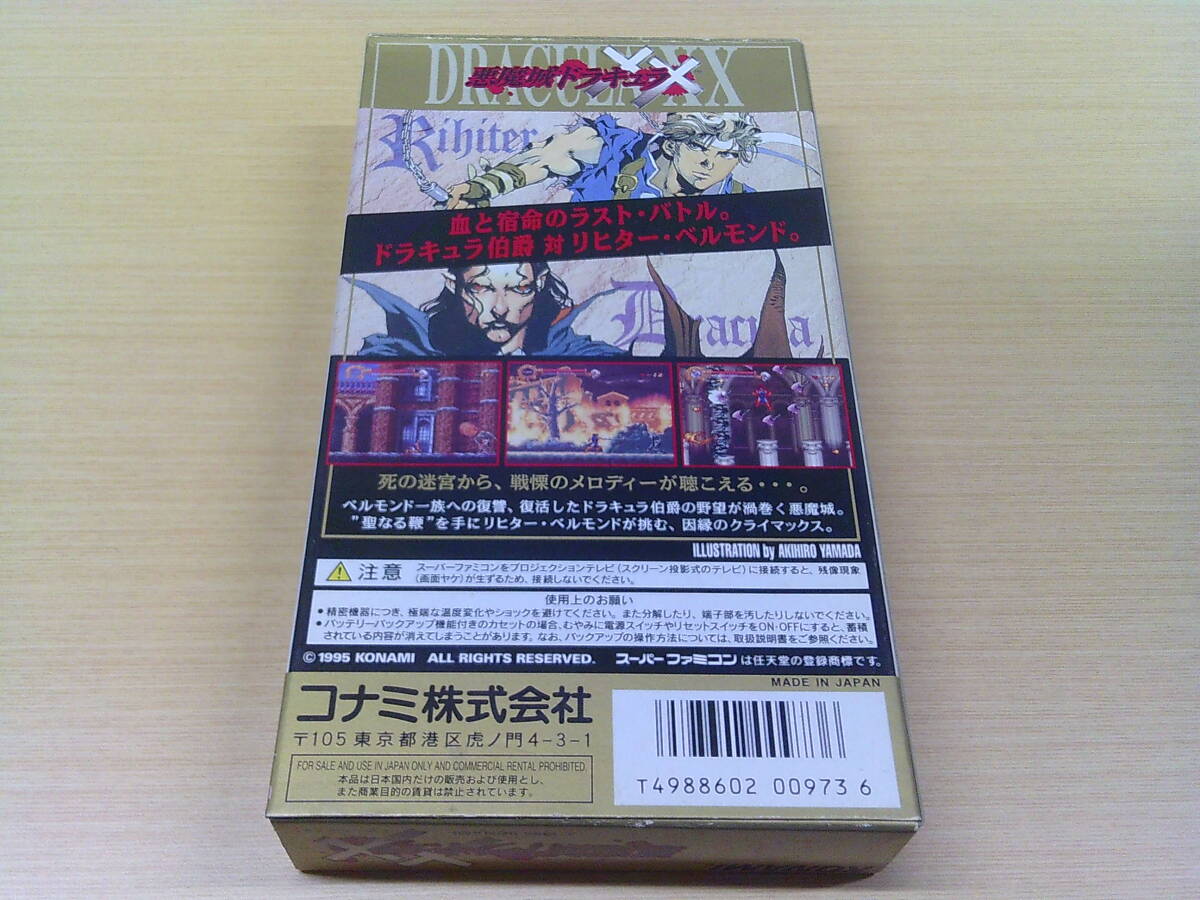 DRACULA XX
悪魔城ドラキュラXX
Rihiter
血と宿命のラスト・バトル。
ドラキュラ伯爵 対 リヒター・ベルモンド。
Dracula
死の迷宮から、戦慄のメロディーが聴こえる・・・。
ベルモンド一族への復讐、復活したドラキュラ伯爵の野望が渦巻く悪魔城。
"聖なる鞭"を手にリヒター・ベルモンドが挑む、因縁のクライマックス。
ILLUSTRATION by AKIHIRO YAMADA
注意 スーパーファミコンをプロジェクションテレビ(スクリーン投影式のテレビ)に接続すると、残像現象
(画面ヤケ)が生ずるため、接続しないでください。
使用上のお願い
●精密機器につき、極端な温度変化やショックを避けてください。また分解したり、端子部を汚したりしないでください。
●バッテリーバックアップ機能付きのカセットの場合、むやみに電源スイッチやリセットスイッチをON・OFFにすると、蓄積
されている内容が消えてしまうことがあります。なお、バックアップの操作方法については、取扱説明書をご参照ください。
©1995 KONAMI ALL RIGHTS RESERVED. スーパーファミコンは任天堂の登録商標です。
MADE IN JAPAN
コナミ株式会社
〒105 東京都港区虎ノ門4-3-1
FOR SALE AND USE IN JAPAN ONLY AND COMMERCIAL RENTAL PROHIBITED.
本品は日本国内だけの販売および使用とし、
また商業目的の賃貸は禁止されています。
T4988602 009736